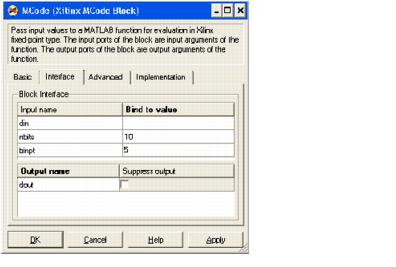 MCode (Xilinx MCode Block)
Pass input values to a MATLAB function for evaluation in Xilinx
fixed-point type. The input ports of the block are input arguments of the
function. The output ports of the block are output arguments of the
function.
Basic Interface Advanced Implementation
Block Interface
Input name Bind to value
din
nbits 10
binpt 5
Output name Suppress output
dout
OK Cancel Help Apply